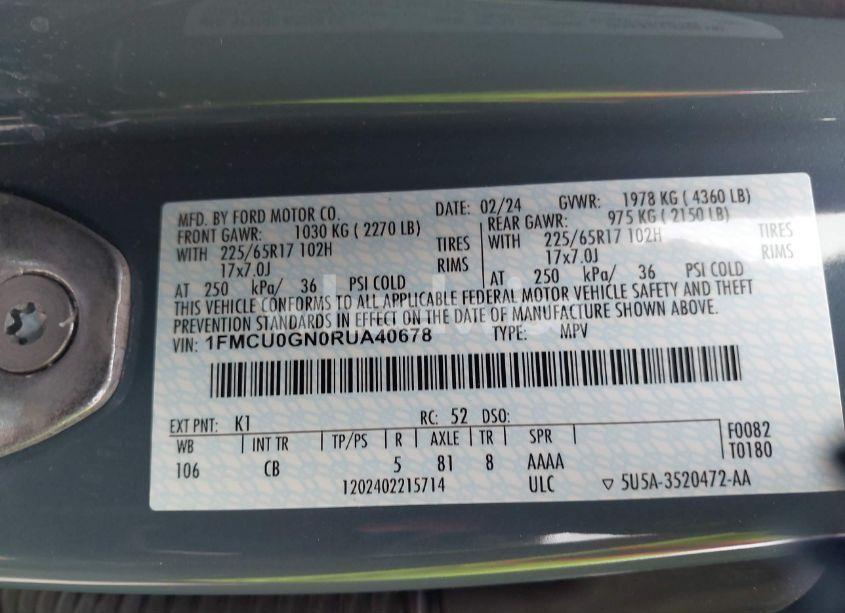 MFD. BY FORD MOTOR CO. DATE: 02/24 GVWR: 1978 KG ( 4360 LB)
FRONT GAWR: 1030 KG ( 2270 LB) REAR GAWR: 975 KG ( 2150 LB)
WITH 225/65R17 102H TIRES WITH 225/65R17 102H TIRES
17x7.0J RIMS 17x7.0J RIMS
AT 250 kPa/ 36 PSI COLD AT 250 kPa/ 36 PSI COLD
THIS VEHICLE CONFORMS TO ALL APPLICABLE FEDERAL MOTOR VEHICLE SAFETY AND THEFT
PREVENTION STANDARDS IN EFFECT ON THE DATE OF MANUFACTURE SHOWN ABOVE.
VIN: 1FMCU0GN0RUA40678 TYPE: MPV
EXT PNT: K1 RC: 52 DSO:
WB INT TR TP/PS R AXLE TR SPR F0082
106 CB 5 81 8 AAAA T0180
1202402215714 ULC ▽ 5U5A-3520472-AA